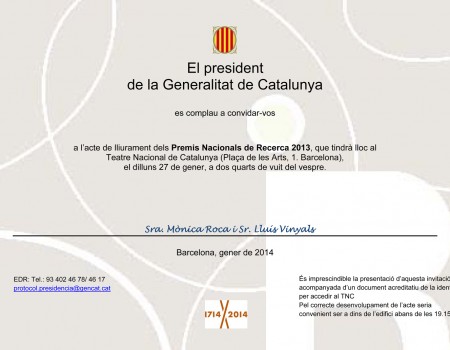 El president
de la Generalitat de Catalunya
es complau a convidar-vos
a l'acte de lliurament dels Premis Nacionals de Recerca 2013, que tindrà lloc al
Teatre Nacional de Catalunya (Plaça de les Arts, 1. Barcelona),
el dilluns 27 de gener, a dos quarts de vuit del vespre.
Sra. Mònica Roca i Sr. Lluís Vinyals
Barcelona, gener de 2014
EDR: Tel.: 93 402 46 78/ 46 17
protocol.presidencia@gencat.cat
1714 2014
És imprescindible la presentació d'aquesta invitació
acompanyada d'un document acreditatiu de la iden
per accedir al TNC
Pel correcte desenvolupament de l'acte seria
convenient ser a dins de l'edifici abans de les 19.15